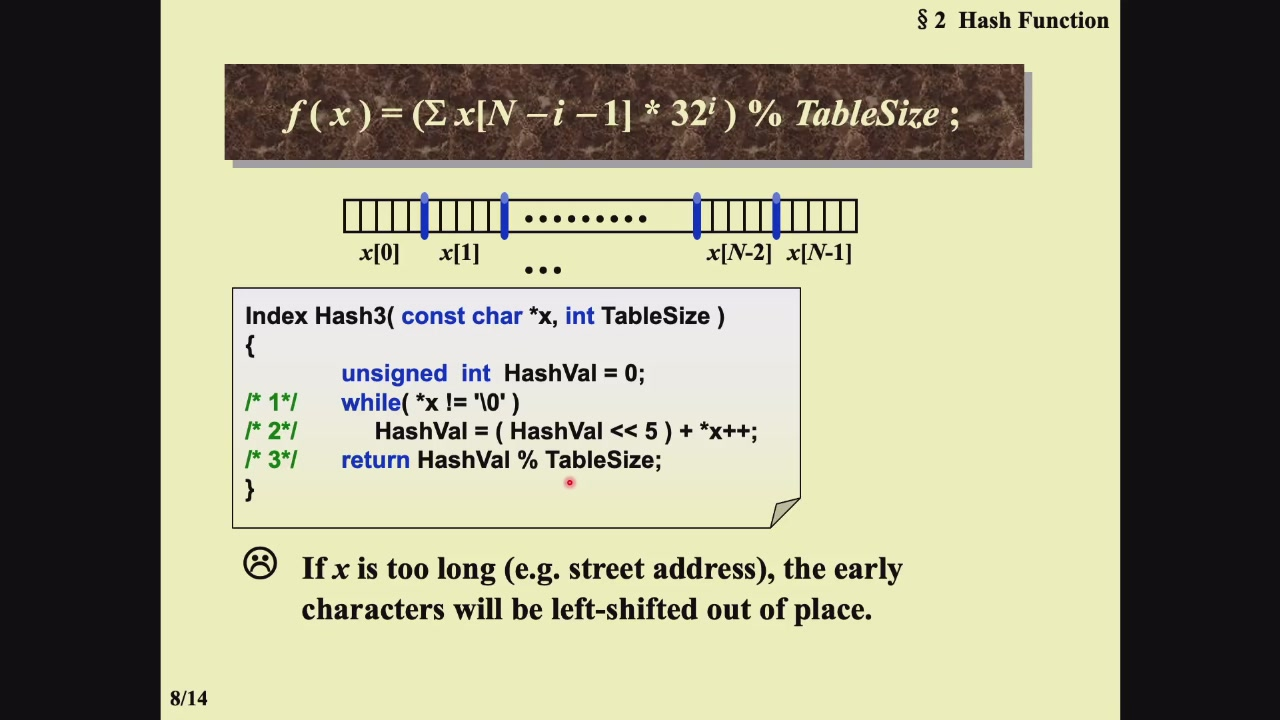 § 2 Hash Function
f ( x ) = (Σ x[N – i – 1] * 32^i ) % TableSize ;
•••••••••
x[0] x[1] x[N-2] x[N-1]
•••
Index Hash3( const char *x, int TableSize )
{
unsigned int HashVal = 0;
/* 1*/ while( *x != '\0' )
/* 2*/ HashVal = ( HashVal << 5 ) + *x++;
/* 3*/ return HashVal % TableSize;
}
☹ If x is too long (e.g. street address), the early
characters will be left-shifted out of place.
8/14